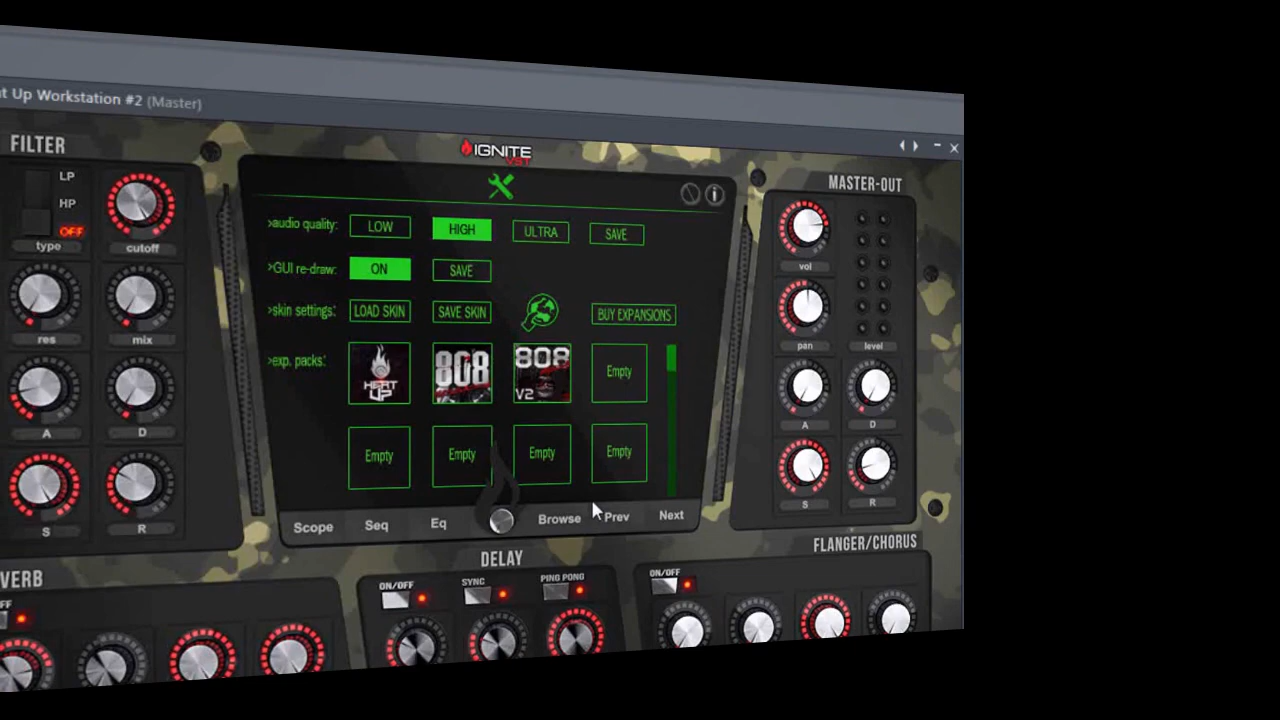 t Up Workstation #2 (Master)
FILTER
LP
HP
OFF
type
cutoff
res
mix
A
D
S
R
IGNITE
VST
>audio quality:
LOW
HIGH
ULTRA
SAVE
>GUI re-draw:
ON
SAVE
>skin settings:
LOAD SKIN
SAVE SKIN
BUY EXPANSIONS
>exp. packs:
HEAT
UP
808
808
V2
Empty
Empty
Empty
Empty
Empty
Scope
Seq
Eq
Browse
Prev
Next
MASTER-OUT
vol
pan
level
A
D
S
R
VERB
FF
DELAY
ON/OFF
SYNC
PING PONG
FLANGER/CHORUS
ON/OFF